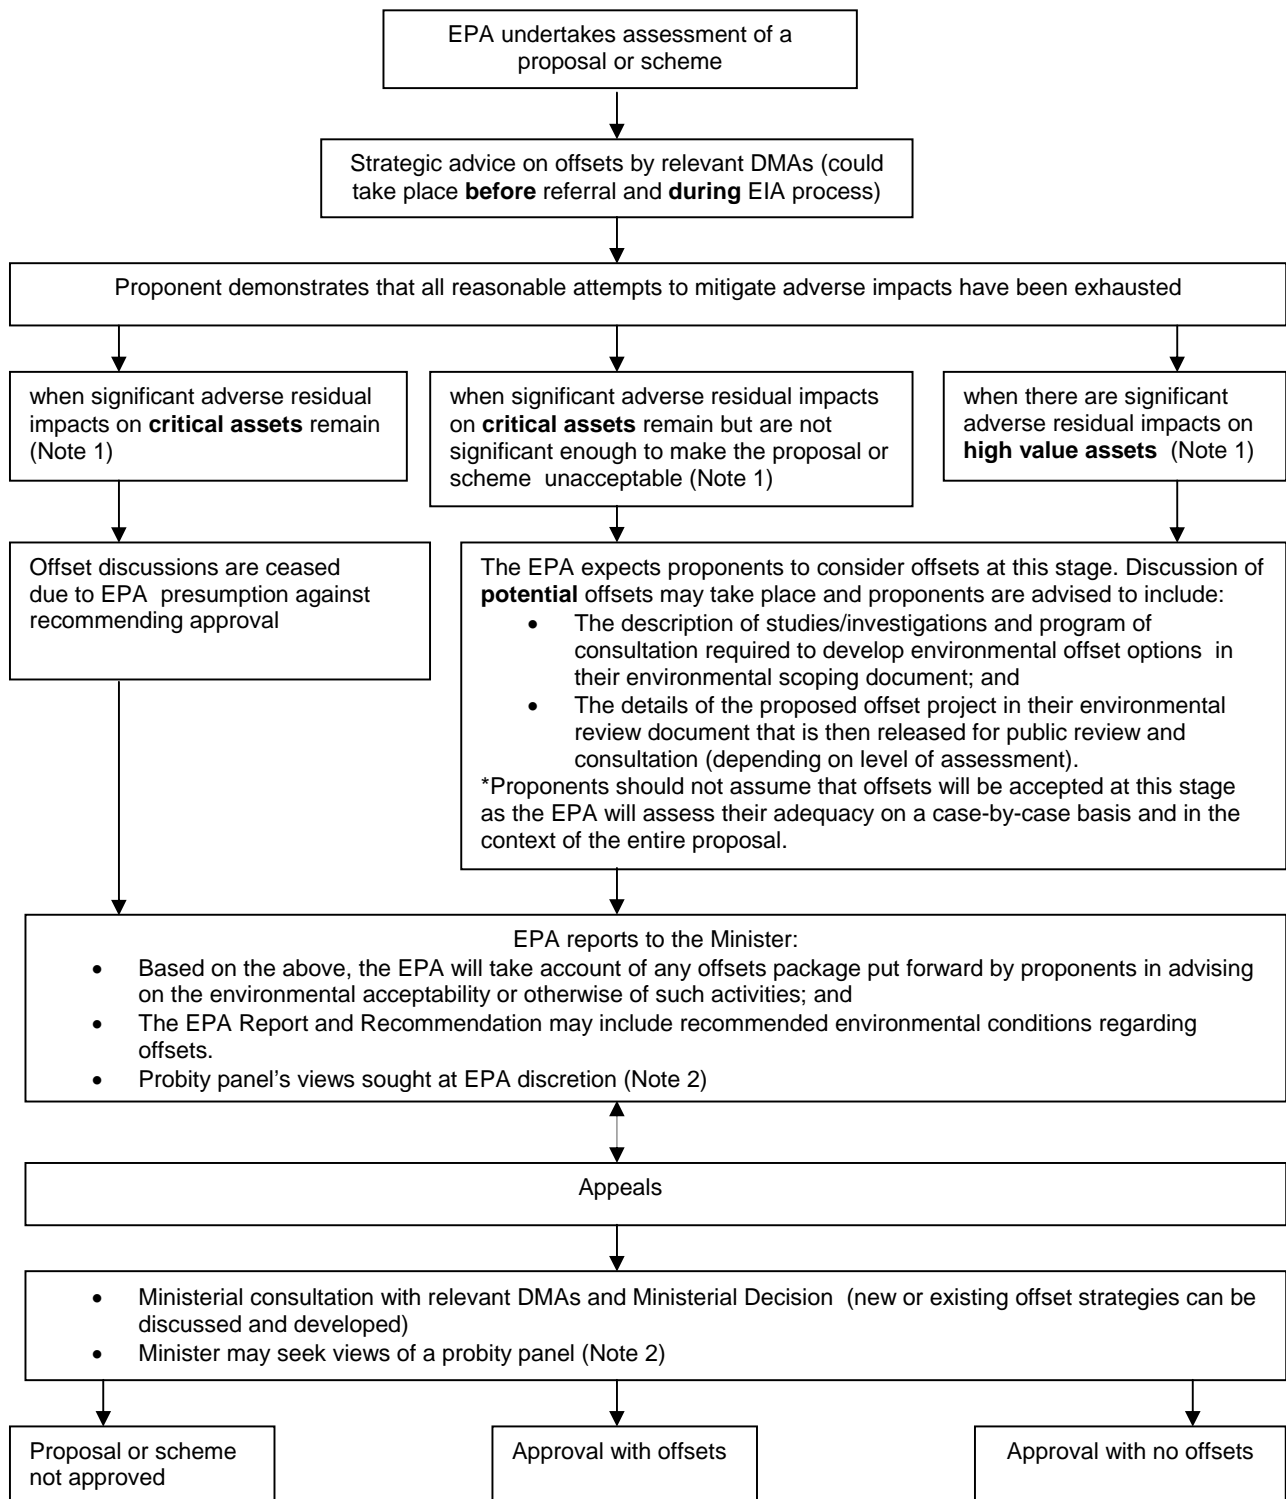 EPA undertakes assessment of a
proposal or scheme
Strategic advice on offsets by relevant DMAs (could
take place before referral and during EIA process)
Proponent demonstrates that all reasonable attempts to mitigate adverse impacts have been exhausted
when significant adverse residual
impacts on critical assets remain
(Note 1)
when significant adverse residual impacts
on critical assets remain but are not
significant enough to make the proposal or
scheme unacceptable (Note 1)
when there are significant
adverse residual impacts on
high value assets (Note 1)
Offset discussions are ceased
due to EPA presumption against
recommending approval
The EPA expects proponents to consider offsets at this stage. Discussion of
potential offsets may take place and proponents are advised to include:
• The description of studies/investigations and program of
consultation required to develop environmental offset options in
their environmental scoping document; and
• The details of the proposed offset project in their environmental
review document that is then released for public review and
consultation (depending on level of assessment).
*Proponents should not assume that offsets will be accepted at this stage
as the EPA will assess their adequacy on a case-by-case basis and in the
context of the entire proposal.
EPA reports to the Minister:
• Based on the above, the EPA will take account of any offsets package put forward by proponents in advising
on the environmental acceptability or otherwise of such activities; and
• The EPA Report and Recommendation may include recommended environmental conditions regarding
offsets.
• Probity panel's views sought at EPA discretion (Note 2)
Appeals
• Ministerial consultation with relevant DMAs and Ministerial Decision (new or existing offset strategies can be
discussed and developed)
• Minister may seek views of a probity panel (Note 2)
Proposal or scheme
not approved
Approval with offsets
Approval with no offsets